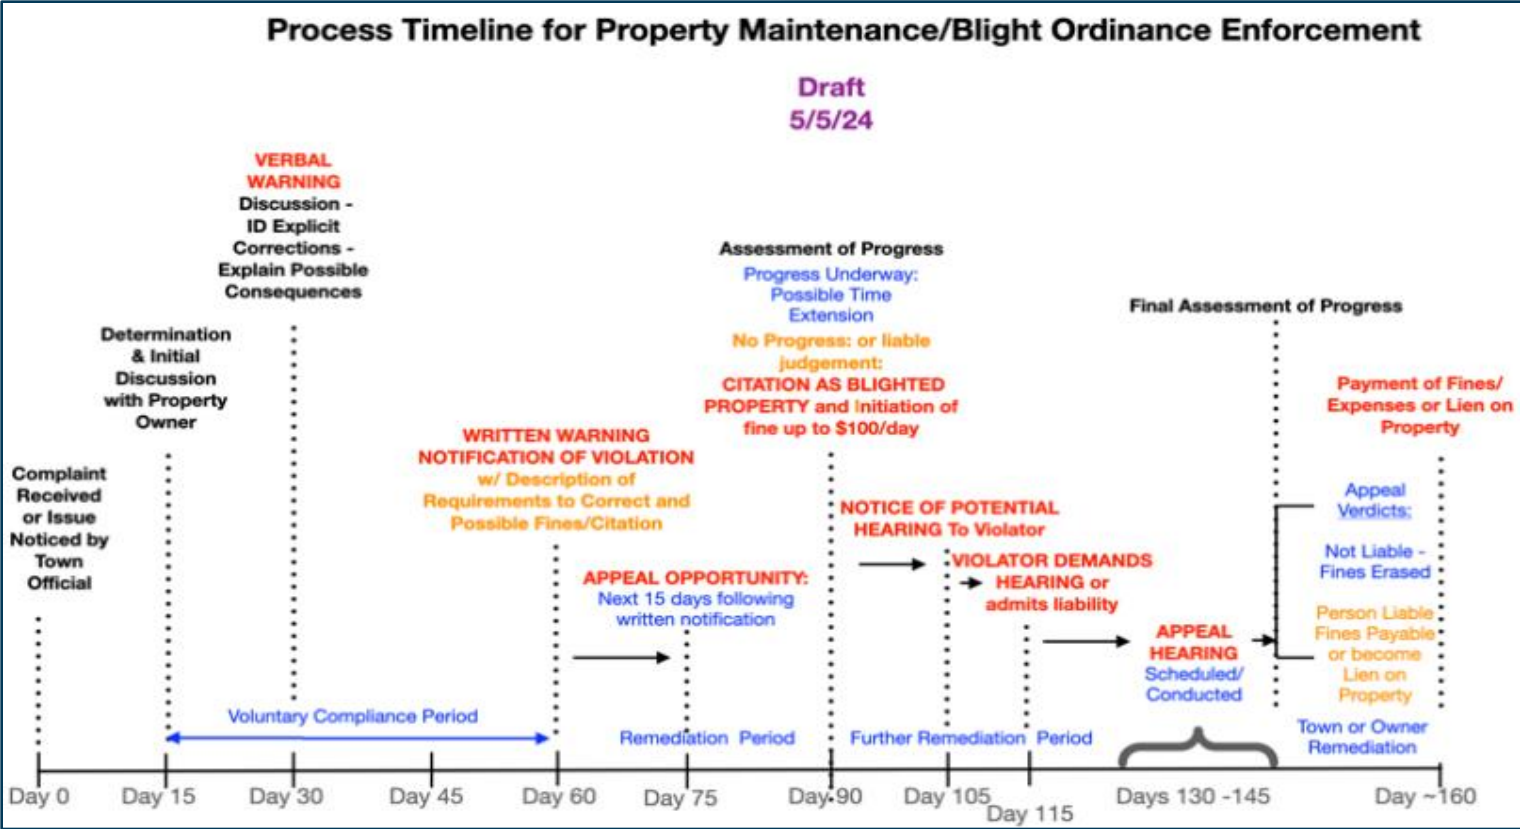 Process Timeline for Property Maintenance/Blight Ordinance Enforcement
Draft
5/5/24
VERBAL
WARNING
Discussion -
ID Explicit
Corrections -
Explain Possible
Consequences
Determination
& Initial
Discussion
with Property
Owner
Complaint
Received
or Issue
Noticed by
Town
Official
WRITTEN WARNING
NOTIFICATION OF VIOLATION
w/ Description of
Requirements to Correct and
Possible Fines/Citation
APPEAL OPPORTUNITY:
Next 15 days following
written notification
Assessment of Progress
Progress Underway:
Possible Time
Extension
No Progress: or liable
judgement:
CITATION AS BLIGHTED
PROPERTY and Initiation of
fine up to $100/day
NOTICE OF POTENTIAL
HEARING To Violator
VIOLATOR DEMANDS
HEARING or
admits liability
APPEAL
HEARING
Scheduled/
Conducted
Final Assessment of Progress
Payment of Fines/
Expenses or Lien on
Property
Appeal
Verdicts:
Not Liable -
Fines Erased
Person Liable
Fines Payable
or become
Lien on
Property
Town or Owner
Remediation
Voluntary Compliance Period
Remediation Period
Further Remediation Period
Day 0
Day 15
Day 30
Day 45
Day 60
Day 75
Day 90
Day 105
Day 115
Days 130 -145
Day ~160